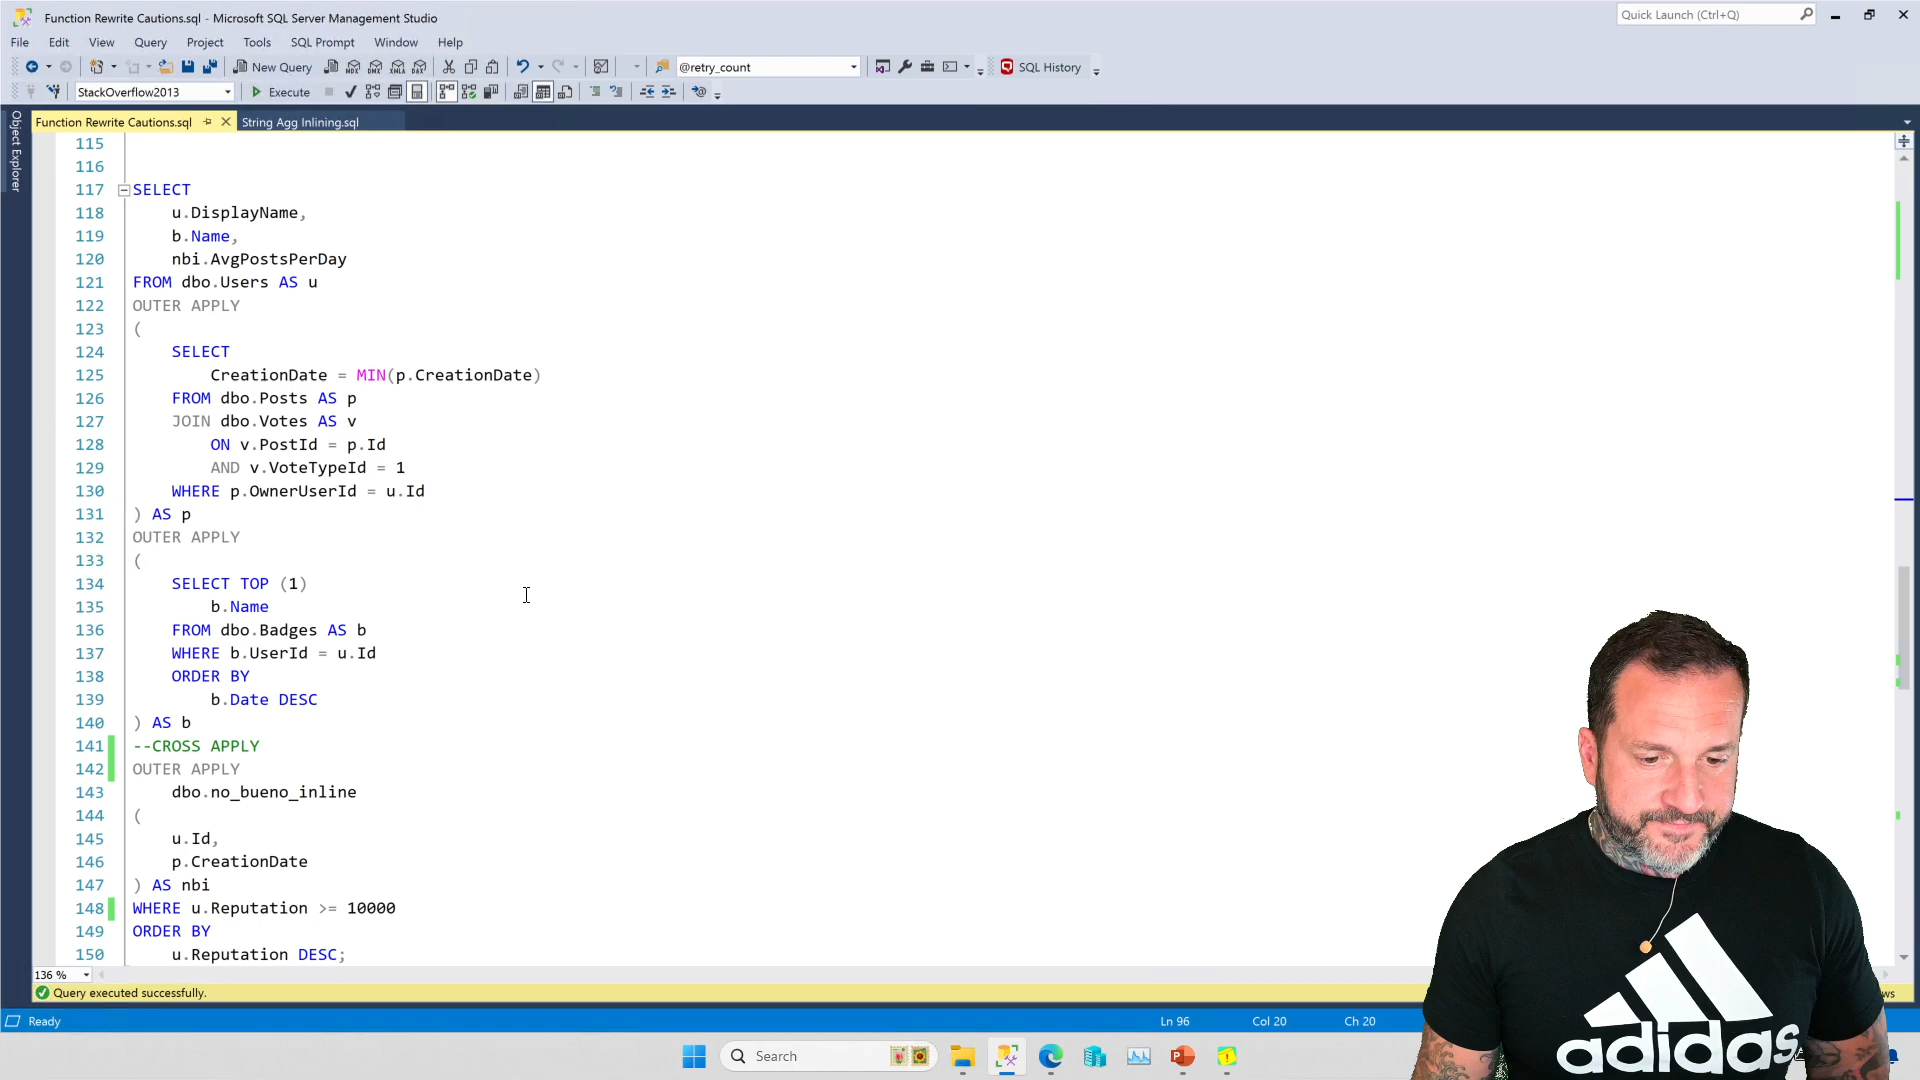 Function Rewrite Cautions.sql - Microsoft SQL Server Management Studio
Quick Launch (Ctrl+Q)
File Edit View Query Project Tools SQL Prompt Window Help
New Query
@retry_count
SQL History
StackOverflow2013
Execute
Object Explorer
Function Rewrite Cautions.sql
String Agg Inlining.sql
115
116
117 SELECT
118 u.DisplayName,
119 b.Name,
120 nbi.AvgPostsPerDay
121 FROM dbo.Users AS u
122 OUTER APPLY
123 (
124 SELECT
125 CreationDate = MIN(p.CreationDate)
126 FROM dbo.Posts AS p
127 JOIN dbo.Votes AS v
128 ON v.PostId = p.Id
129 AND v.VoteTypeId = 1
130 WHERE p.OwnerUserId = u.Id
131 ) AS p
132 OUTER APPLY
133 (
134 SELECT TOP (1)
135 b.Name
136 FROM dbo.Badges AS b
137 WHERE b.UserId = u.Id
138 ORDER BY
139 b.Date DESC
140 ) AS b
141 --CROSS APPLY
142 OUTER APPLY
143 dbo.no_bueno_inline
144 (
145 u.Id,
146 p.CreationDate
147 ) AS nbi
148 WHERE u.Reputation >= 10000
149 ORDER BY
150 u.Reputation DESC;
136 %
Query executed successfully.
Ready
Ln 96
Col 20
Ch 20
Search
adidas